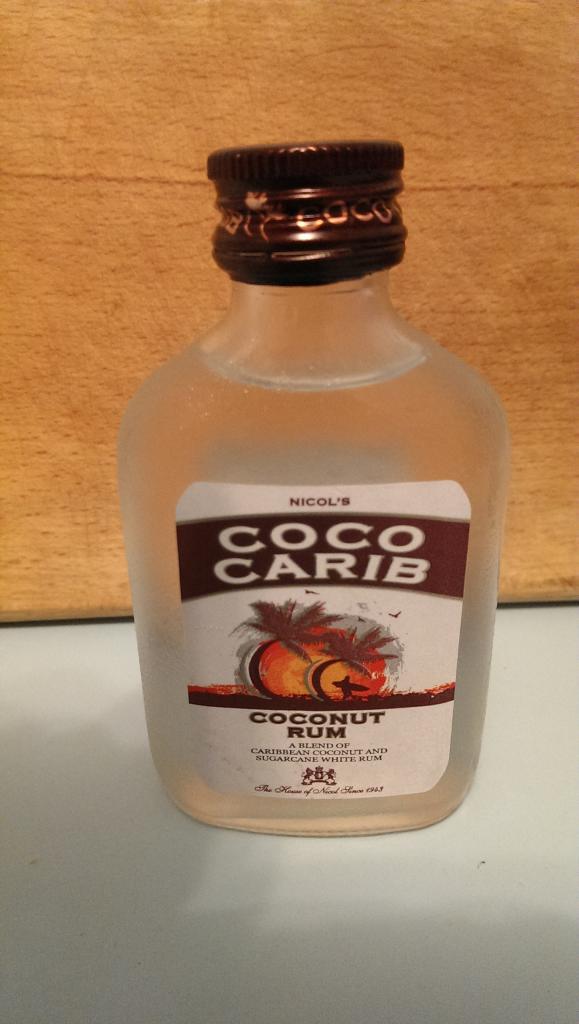 COCO
NICOL'S
COCO
CARIB
COCONUT
RUM
A BLEND OF
CARIBBEAN COCONUT AND
SUGARCANE WHITE RUM
The House of Nicol Since 1943